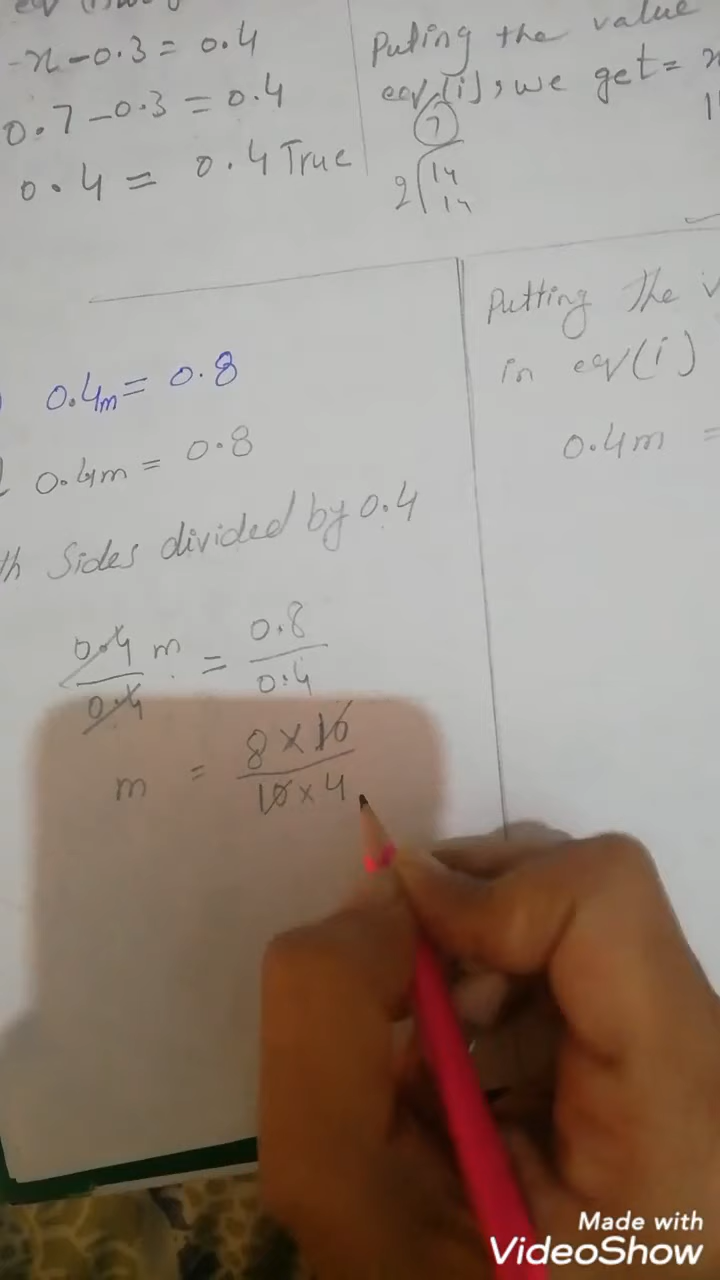 -x-0.3 = 0.4
0.7-0.3 = 0.4
0.4 = 0.4 True
Puting the value
eq(i), we get =
7
2 14
14
0.4m = 0.8
0.4m = 0.8
Sides divided by 0.4
0.4/0.4 m = 0.8/0.4
m = 8×10/10×4
Putting The
in eq(i)
0.4m =
Made with
VideoShow